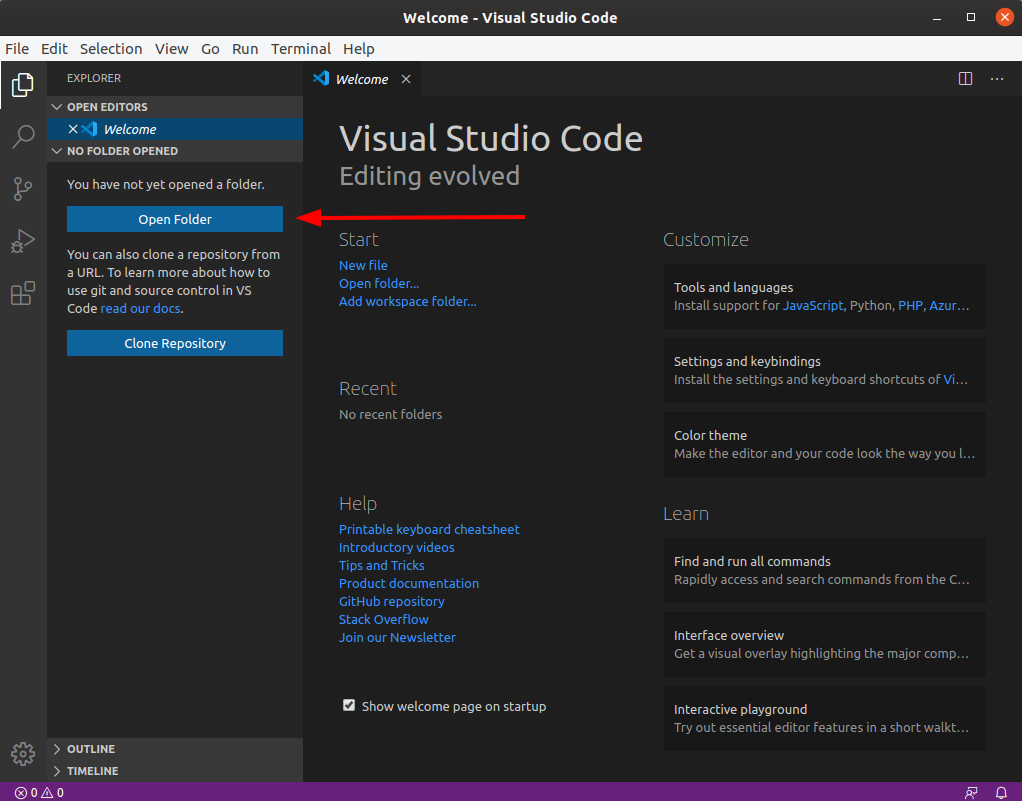 Welcome - Visual Studio Code
File Edit Selection View Go Run Terminal Help
EXPLORER
OPEN EDITORS
Welcome
NO FOLDER OPENED
You have not yet opened a folder.
Open Folder
You can also clone a repository from
a URL. To learn more about how to
use git and source control in VS
Code read our docs.
Clone Repository
OUTLINE
TIMELINE
Welcome
Visual Studio Code
Editing evolved
Start
New file
Open folder...
Add workspace folder...
Recent
No recent folders
Help
Printable keyboard cheatsheet
Introductory videos
Tips and Tricks
Product documentation
GitHub repository
Stack Overflow
Join our Newsletter
Show welcome page on startup
Customize
Tools and languages
Install support for JavaScript, Python, PHP, Azur...
Settings and keybindings
Install the settings and keyboard shortcuts of Vi...
Color theme
Make the editor and your code look the way you l...
Learn
Find and run all commands
Rapidly access and search commands from the C...
Interface overview
Get a visual overlay highlighting the major comp...
Interactive playground
Try out essential editor features in a short walkt...
0 0